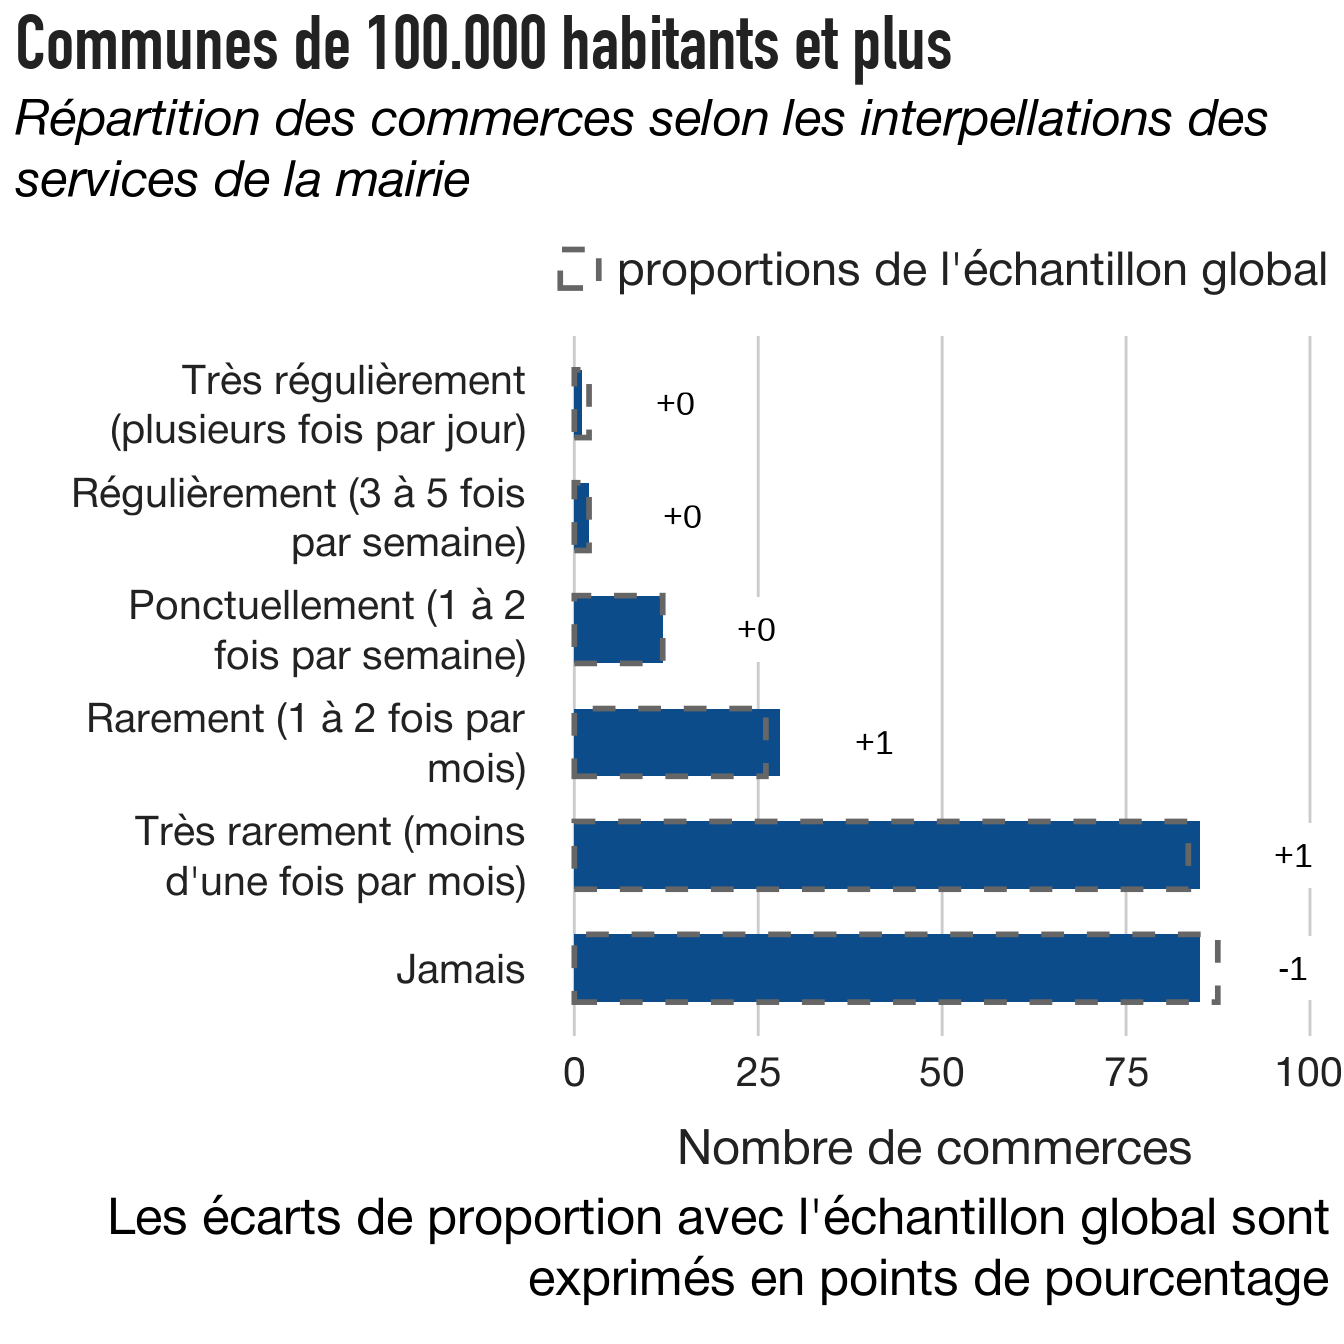 Communes de 100.000 habitants et plus
Répartition des commerces selon les interpellations des
services de la mairie
proportions de l'échantillon global
Très régulièrement
(plusieurs fois par jour)
+0
Régulièrement (3 à 5 fois
par semaine)
+0
Ponctuellement (1 à 2
fois par semaine)
+0
Rarement (1 à 2 fois par
mois)
+1
Très rarement (moins
d'une fois par mois)
+1
Jamais
-1
0
25
50
75
100
Nombre de commerces
Les écarts de proportion avec l'échantillon global sont
exprimés en points de pourcentage